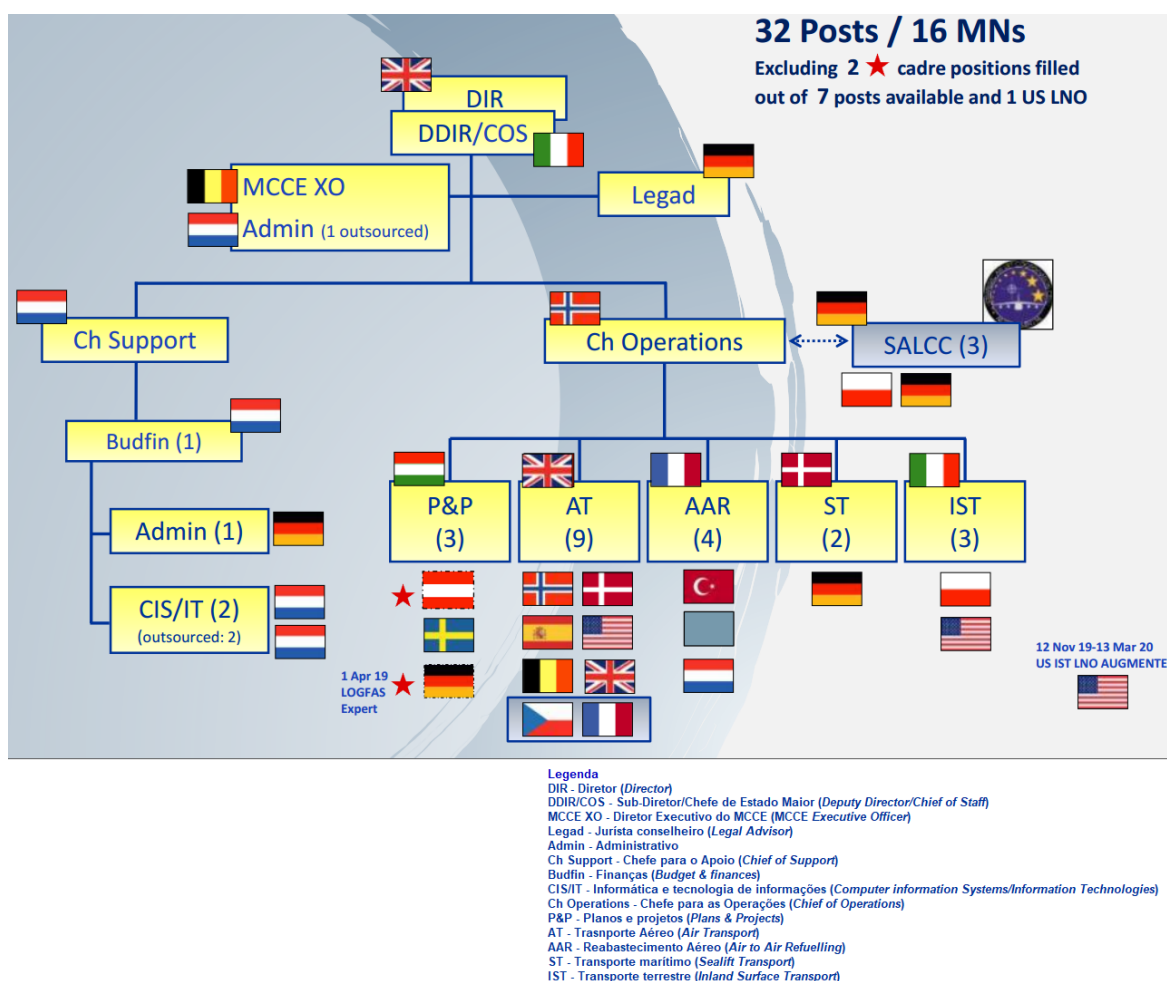 32 Posts / 16 MNs
Excluding 2 ★ cadre positions filled
out of 7 posts available and 1 US LNO
DIR
DDIR/COS
MCCE XO
Admin (1 outsourced)
Legad
Ch Support
Ch Operations
SALCC (3)
Budfin (1)
Admin (1)
CIS/IT (2)
(outsourced: 2)
P&P
(3)
AT
(9)
AAR
(4)
ST
(2)
IST
(3)
1 Apr 19
LOGFAS
Expert
12 Nov 19-13 Mar 20
US IST LNO AUGMENTE
Legenda
DIR - Diretor (Director)
DDIR/COS - Sub-Diretor/Chefe de Estado Maior (Deputy Director/Chief of Staff)
MCCE XO - Diretor Executivo do MCCE (MCCE Executive Officer)
Legad - Jurista conselheiro (Legal Advisor)
Admin - Administrativo
Ch Support - Chefe para o Apoio (Chief of Support)
Budfin - Finanças (Budget & finances)
CIS/IT - Informática e tecnologia de informações (Computer information Systems/Information Technologies)
Ch Operations - Chefe para as Operações (Chief of Operations)
P&P - Planos e projetos (Plans & Projects)
AT - Trasnporte Aéreo (Air Transport)
AAR - Reabastecimento Aéreo (Air to Air Refuelling)
ST - Transporte marítimo (Sealift Transport)
IST - Transporte terrestre (Inland Surface Transport)